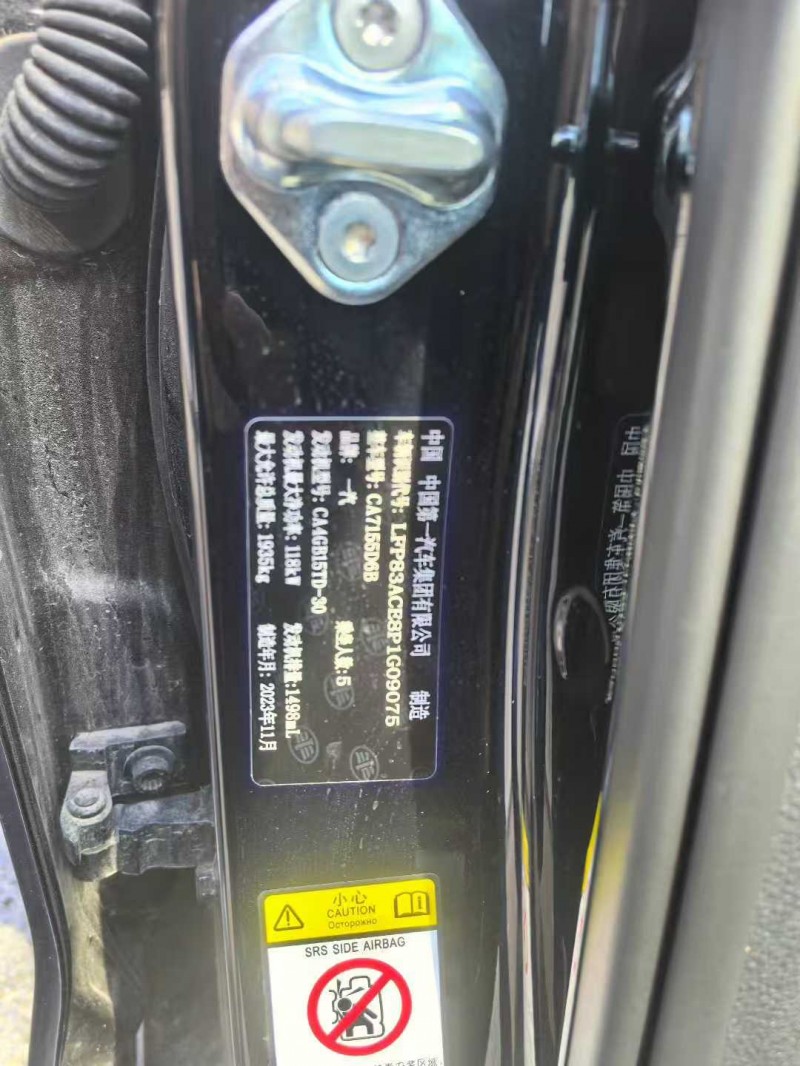 中国 中国第一汽车集团有限公司 制造
车辆识别代号: LFP83ACE8P1G09075
整车型号: CA7155D6B
品牌: 一汽 乘坐人数: 5
发动机型号: CA4GB15TD-30
发动机最大净功率: 118kW 发动机排量: 1498mL
最大允许总质量: 1935kg 制造年月: 2023年11月
小心
CAUTION
Осторожно
SRS SIDE AIRBAG